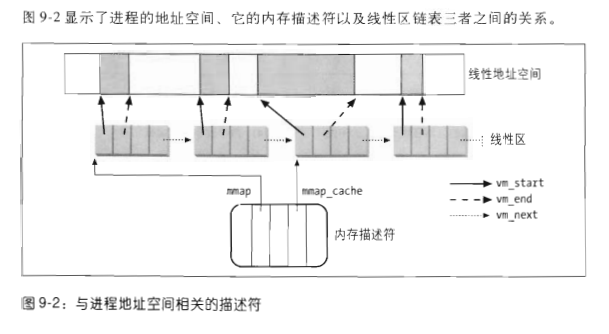 图 9-2 显示了进程的地址空间、它的内存描述符以及线性区链表三者之间的关系。
线性地址空间
线性区
mmap
mmap_cache
vm_start
vm_end
vm_next
内存描述符
图 9-2：与进程地址空间相关的描述符